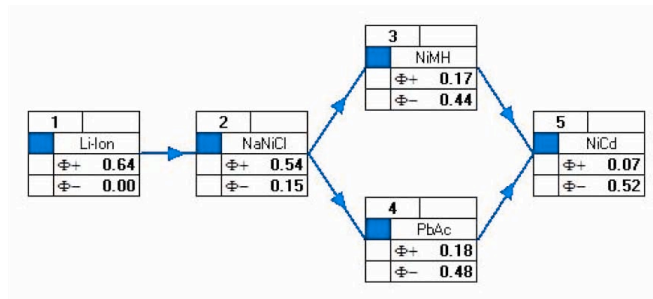 1
Li-Ion
Φ+ 0.64
Φ− 0.00
2
NaNiCl
Φ+ 0.54
Φ− 0.15
3
NiMH
Φ+ 0.17
Φ− 0.44
4
PbAc
Φ+ 0.18
Φ− 0.48
5
NiCd
Φ+ 0.07
Φ− 0.52